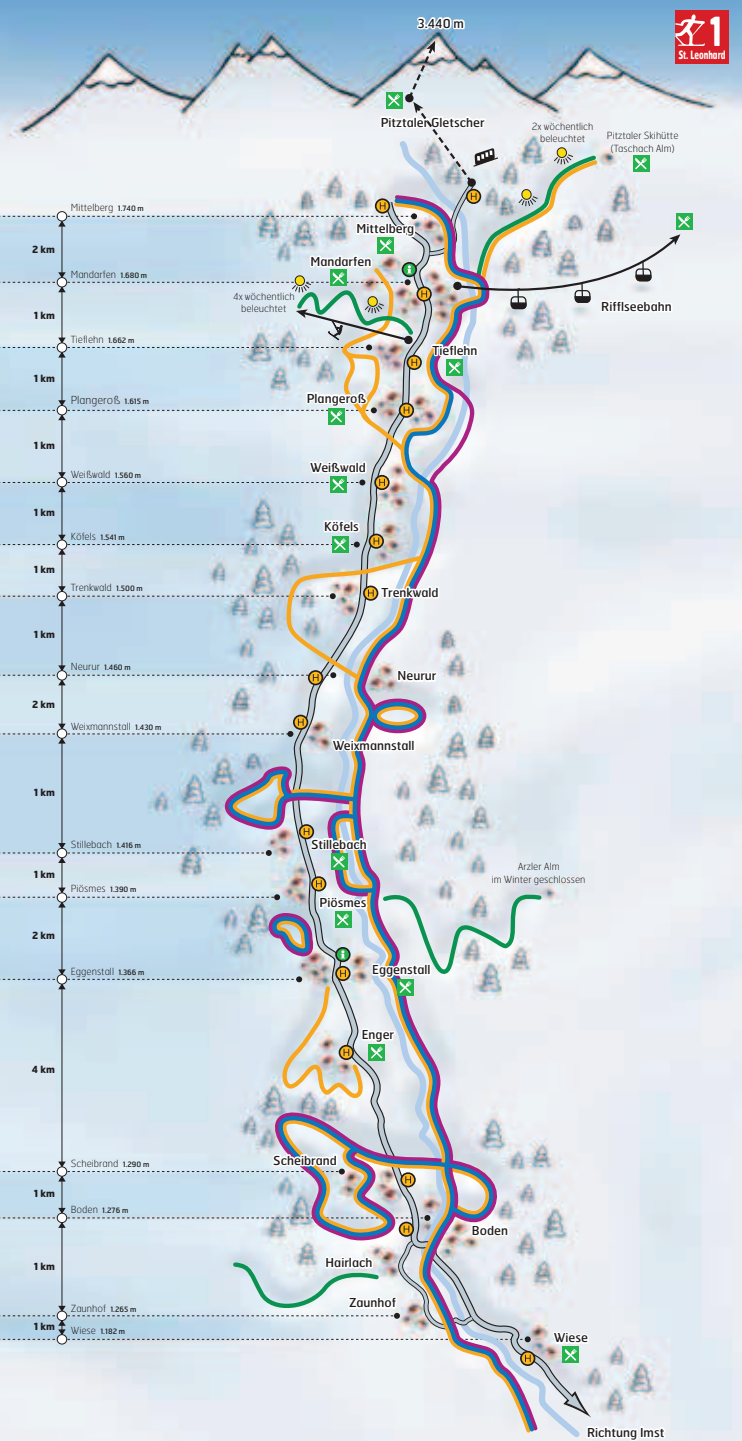 3.440 m
1
St. Leonhard
Pitztaler Gletscher
2x wöchentlich
beleuchtet
Pitztaler Skihütte
(Taschach Alm)
H
H
Mittelberg 1.740 m
Mittelberg
2 km
Mandarfen
i
Mandarfen 1.680 m
H
4x wöchentlich
beleuchtet
Rifflseebahn
1 km
Tieflehn 1.662 m
Tieflehn
H
1 km
Plangeroß 1.615 m
Plangeroß
H
1 km
Weißwald
Weißwald 1.560 m
H
1 km
Köfels
Köfels 1.541 m
H
1 km
Trenkwald 1.500 m
H
Trenkwald
1 km
Neurur 1.460 m
H
Neurur
2 km
Weixmannstall 1.430 m
H
Weixmannstall
1 km
H
Stillebach 1.416 m
Stillebach
1 km
H
Arzler Alm
im Winter geschlossen
Piösmes 1.390 m
Piösmes
2 km
i
Eggenstall 1.366 m
H
Eggenstall
Enger
H
4 km
Scheibrand 1.290 m
Scheibrand
H
1 km
Boden 1.276 m
H
Boden
1 km
Hairlach
Zaunhof
Zaunhof 1.265 m
1 km
Wiese 1.182 m
Wiese
H
Richtung Imst